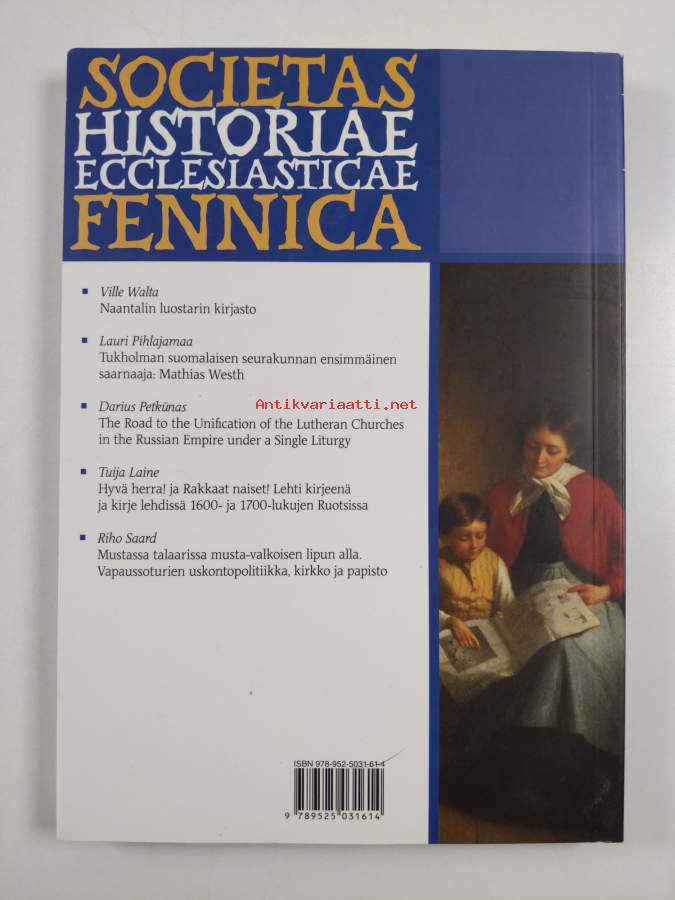 SOCIETAS
HISTORIAE
ECCLESIASTICAE
FENNICA
▪ Ville Walta
Naantalin luostarin kirjasto
▪ Lauri Pihlajamaa
Tukholman suomalaisen seurakunnan ensimmäinen
saarnaaja: Mathias Westh
Antikvariaatti.net
▪ Darius Petkūnas
The Road to the Unification of the Lutheran Churches
in the Russian Empire under a Single Liturgy
▪ Tuija Laine
Hyvä herra! ja Rakkaat naiset! Lehti kirjeenä
ja kirje lehdissä 1600- ja 1700-lukujen Ruotsissa
▪ Riho Saard
Mustassa talaarissa musta-valkoisen lipun alla.
Vapaussoturien uskontopolitiikka, kirkko ja papisto
ISBN 978-952-5031-61-4
9 789525 031614